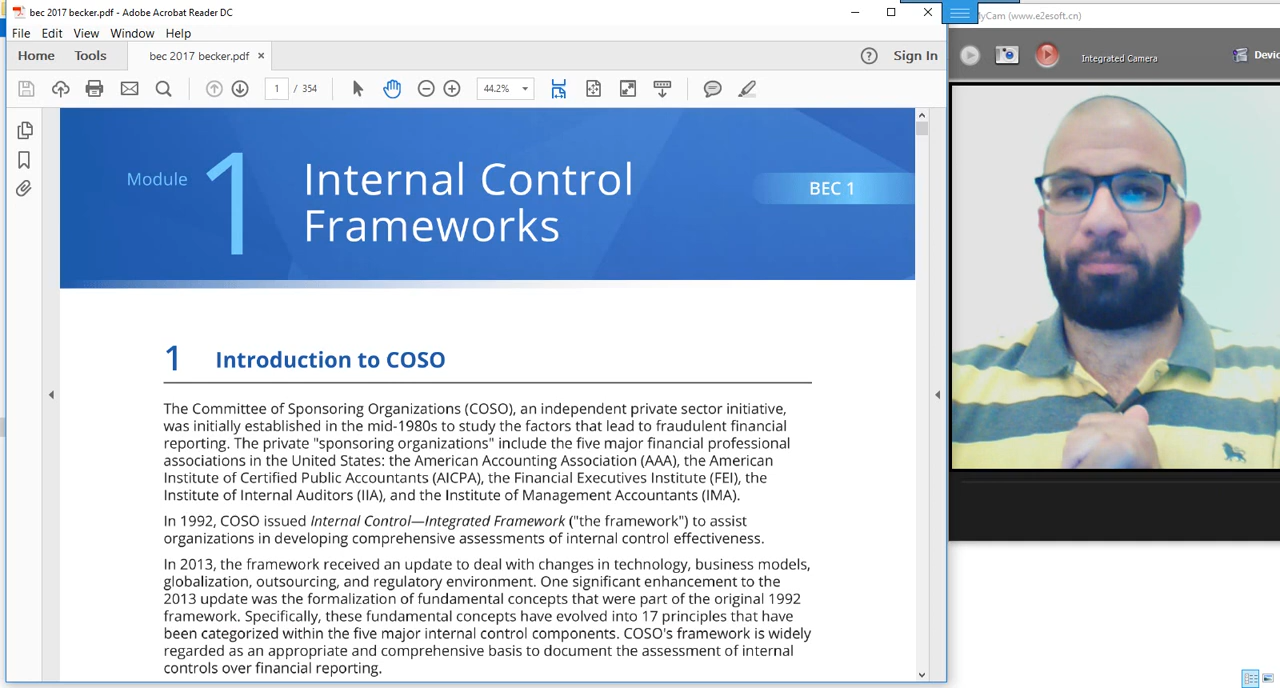 bec 2017 becker.pdf - Adobe Acrobat Reader DC
File Edit View Window Help
Home Tools bec 2017 becker.pdf × Sign In
1 / 354 44.2%
Module 1 Internal Control
Frameworks
BEC 1
1 Introduction to COSO
The Committee of Sponsoring Organizations (COSO), an independent private sector initiative,
was initially established in the mid-1980s to study the factors that lead to fraudulent financial
reporting. The private "sponsoring organizations" include the five major financial professional
associations in the United States: the American Accounting Association (AAA), the American
Institute of Certified Public Accountants (AICPA), the Financial Executives Institute (FEI), the
Institute of Internal Auditors (IIA), and the Institute of Management Accountants (IMA).
In 1992, COSO issued Internal Control—Integrated Framework ("the framework") to assist
organizations in developing comprehensive assessments of internal control effectiveness.
In 2013, the framework received an update to deal with changes in technology, business models,
globalization, outsourcing, and regulatory environment. One significant enhancement to the
2013 update was the formalization of fundamental concepts that were part of the original 1992
framework. Specifically, these fundamental concepts have evolved into 17 principles that have
been categorized within the five major internal control components. COSO's framework is widely
regarded as an appropriate and comprehensive basis to document the assessment of internal
controls over financial reporting.
(www.e2esoft.cn)
Integrated Camera